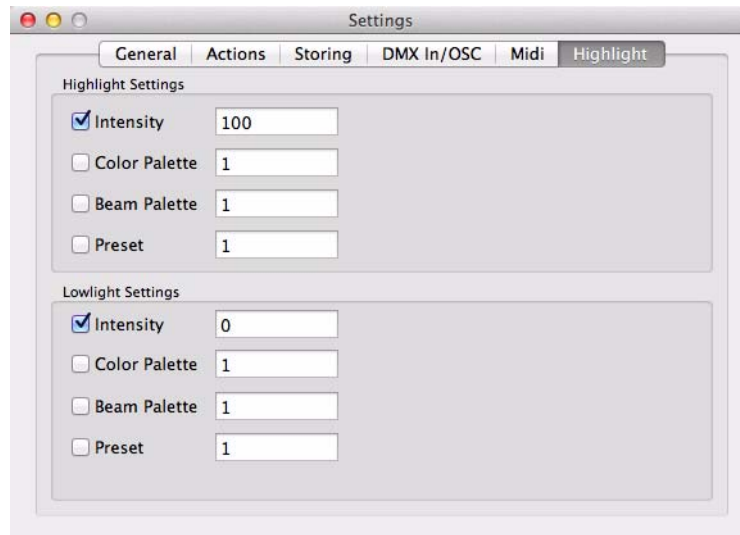 Settings
General Actions Storing DMX In/OSC Midi Highlight
Highlight Settings
Intensity 100
Color Palette 1
Beam Palette 1
Preset 1
Lowlight Settings
Intensity 0
Color Palette 1
Beam Palette 1
Preset 1